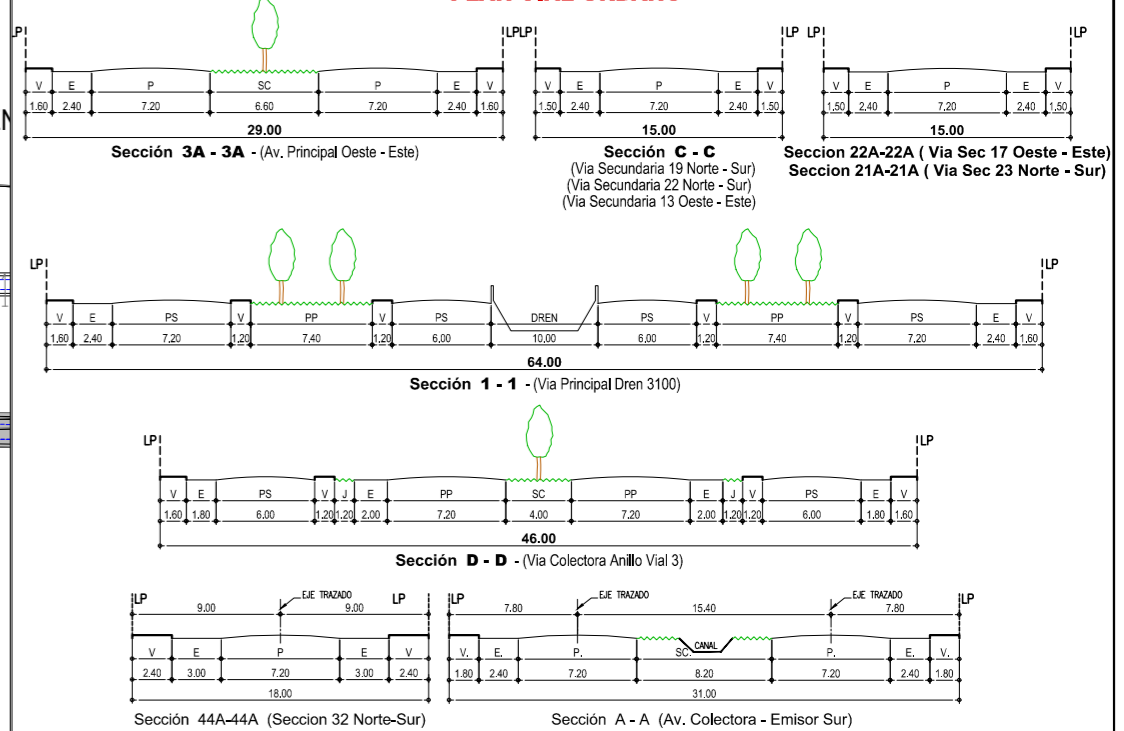 LP LP LP LP LP LP
V E P SC P E V
1.60 2.40 7.20 6.60 7.20 2.40 1.60
29.00
Sección 3A - 3A - (Av. Principal Oeste - Este)
V E P E V
1.50 2.40 7.20 2.40 1.50
15.00
Sección C - C
(Via Secundaria 19 Norte - Sur)
(Via Secundaria 22 Norte - Sur)
(Via Secundaria 13 Oeste - Este)
V E P E V
1.50 2.40 7.20 2.40 1.50
15.00
Seccion 22A-22A ( Via Sec 17 Oeste - Este)
Seccion 21A-21A ( Via Sec 23 Norte - Sur)
LP LP
V E PS V PP V PS DREN PS V PP V PS E V
1.60 2.40 7.20 1.20 7.40 1.20 6.00 10.00 6.00 1.20 7.40 1.20 7.20 2.40 1.60
64.00
Sección 1 - 1 - (Via Principal Dren 3100)
LP LP
V E PS V J E PP SC PP E J V PS E V
1.60 1.80 6.00 1.20 1.20 2.00 7.20 4.00 7.20 2.00 1.20 1.20 6.00 1.80 1.60
46.00
Sección D - D - (Via Colectora Anillo Vial 3)
LP EJE TRAZADO LP
9.00 9.00
V E P E V
2.40 3.00 7.20 3.00 2.40
18.00
Sección 44A-44A (Seccion 32 Norte-Sur)
LP EJE TRAZADO EJE TRAZADO LP
7.80 15.40 7.80
CANAL
V. E. P. SC. P. E. V.
1.80 2.40 7.20 8.20 7.20 2.40 1.80
31.00
Sección A - A (Av. Colectora - Emisor Sur)